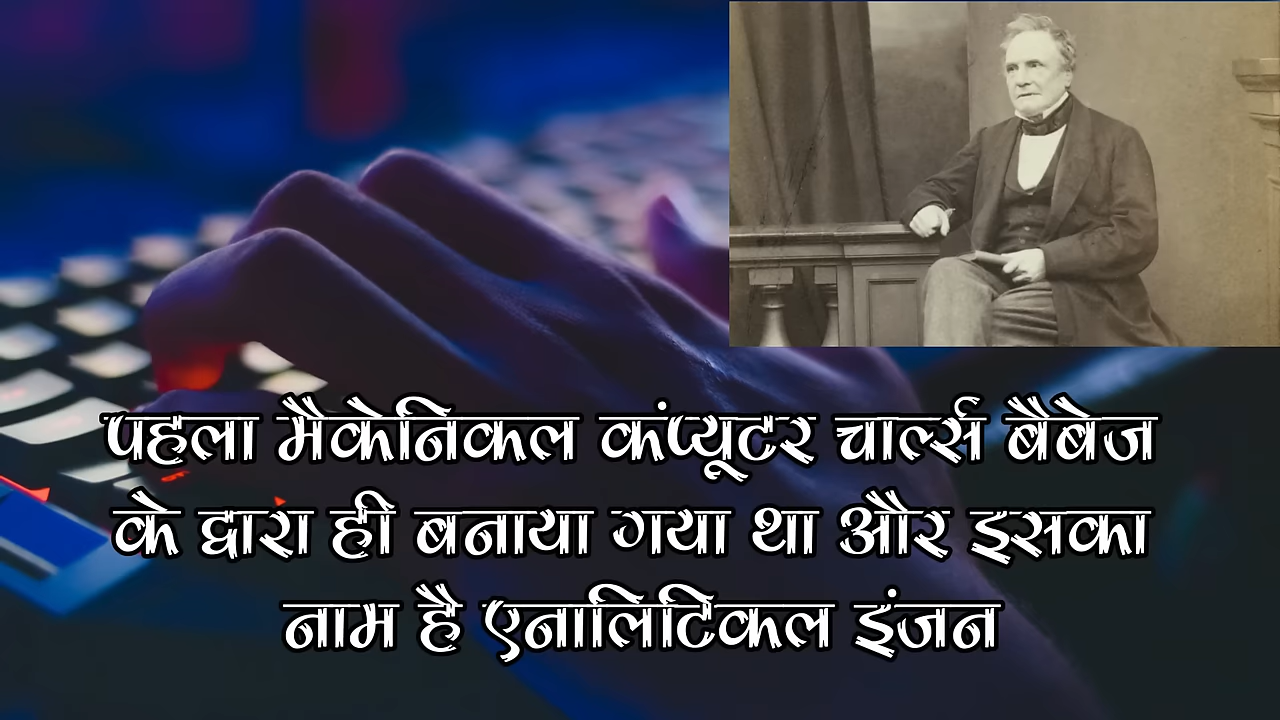 पहला मैकेनिकल कंप्यूटर चार्ल्स बैबेज
के द्वारा ही बनाया गया था और इसका
नाम है एनालिटिकल इंजन